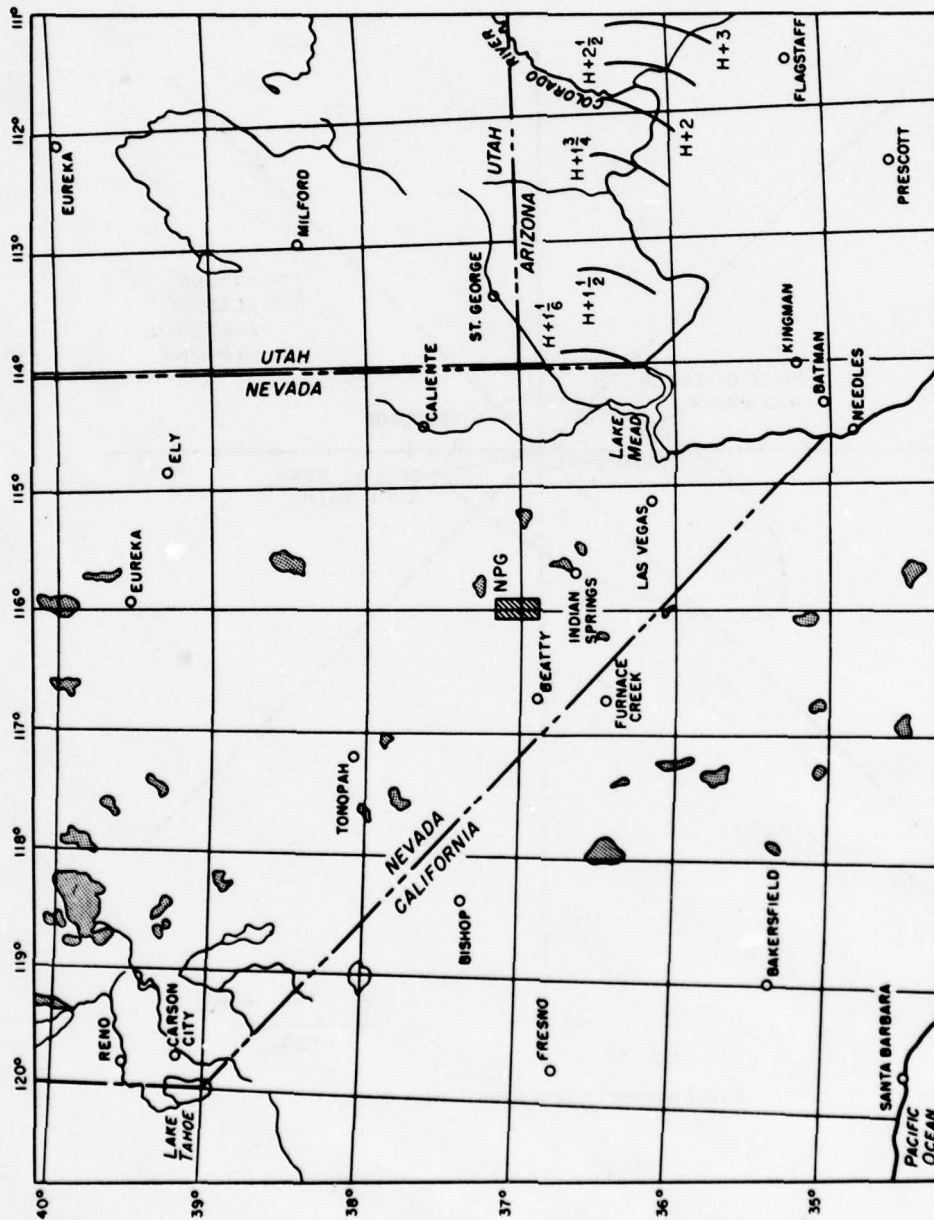 120° 119° 118° 117° 116° 115° 114° 113° 112° 111°
40°
EUREKA
RENO
EUREKA
ELY
CARSON
CITY
LAKE
TAHOE
39°
UTAH
NEVADA
MILFORD
TONOPAH
38°
NEVADA
CALIFORNIA
CALIENTE
BISHOP
ST. GEORGE
NPG
UTAH
ARIZONA
COLORADO RIVER
37°
FRESNO
BEATTY
INDIAN
SPRINGS
FURNACE
CREEK
LAKE
MEAD
LAS VEGAS
H+1 1/6
H+1 1/2
H+1 3/4
H+2
H+2 1/2
H+3
36°
BAKERSFIELD
KINGMAN
BATMAN
NEEDLES
FLAGSTAFF
PRESCOTT
35°
SANTA BARBARA
PACIFIC
OCEAN